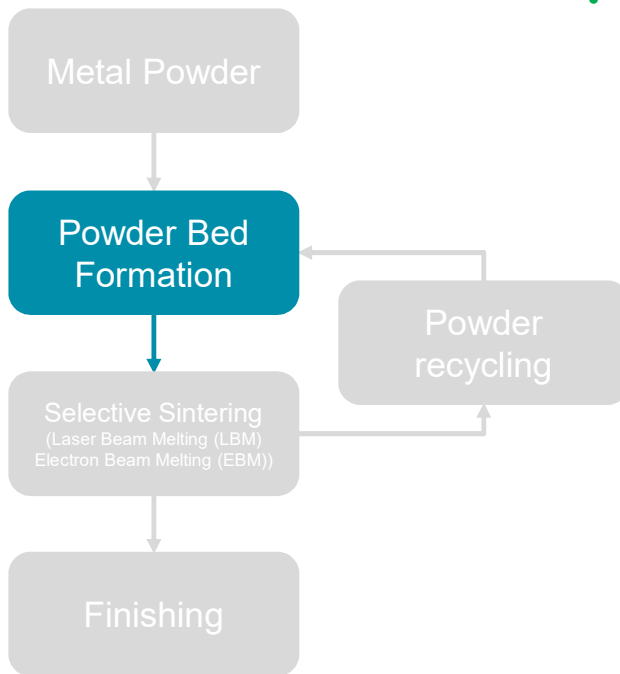 Metal Powder
Powder Bed
Formation
Powder
recycling
Selective Sintering
(Laser Beam Melting (LBM)
Electron Beam Melting (EBM))
Finishing